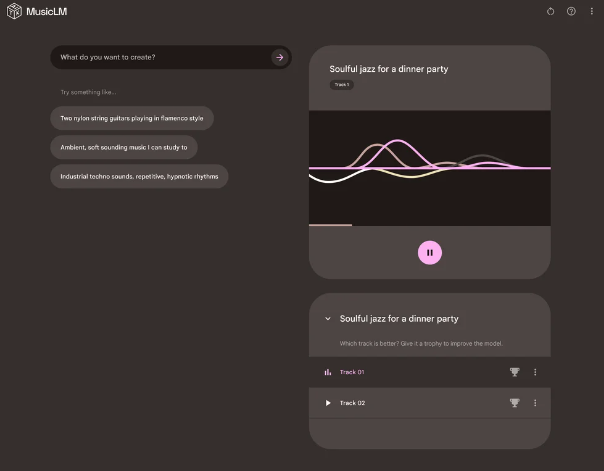 MusicLM
What do you want to create?
Try something like...
Two nylon string guitars playing in flamenco style
Ambient, soft sounding music I can study to
Industrial techno sounds, repetitive, hypnotic rhythms
Soulful jazz for a dinner party
Track 1
Soulful jazz for a dinner party
Which track is better? Give it a trophy to improve the model.
Track 01
Track 02